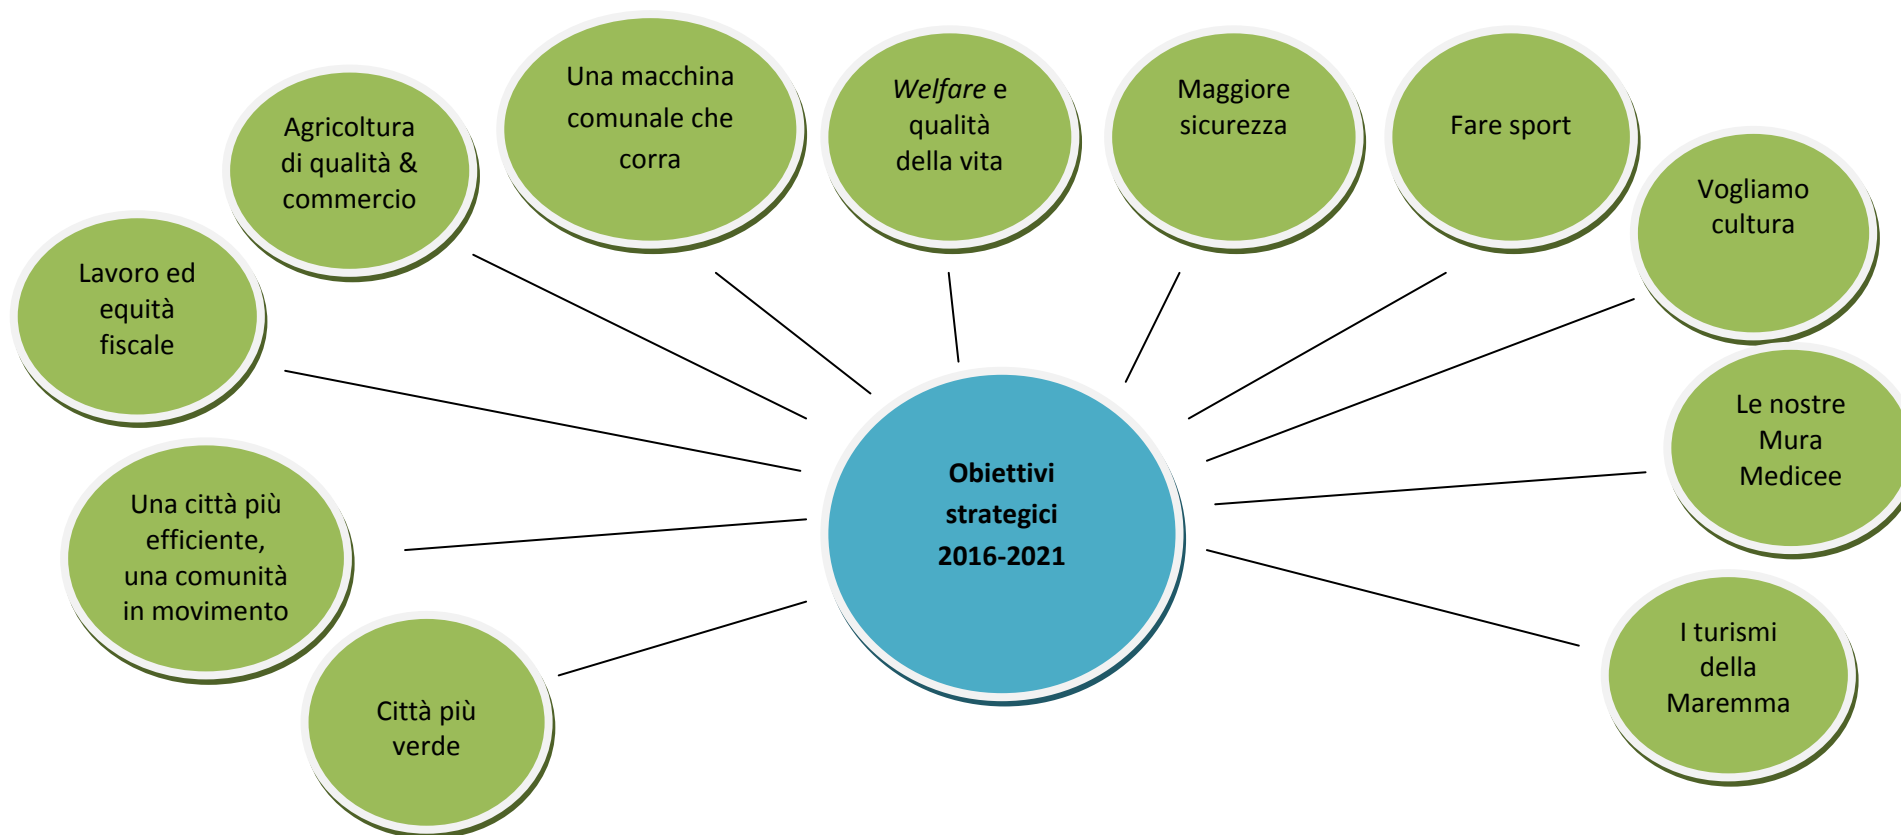 Una macchina
comunale che
corra
Welfare e
qualità
della vita
Maggiore
sicurezza
Fare sport
Agricoltura
di qualità &
commercio
Vogliamo
cultura
Lavoro ed
equità
fiscale
Le nostre
Mura
Medicee
Obiettivi
strategici
2016-2021
Una città più
efficiente,
una comunità
in movimento
I turismi
della
Maremma
Città più
verde